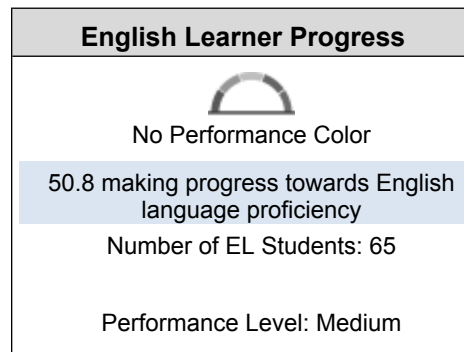 English Learner Progress
No Performance Color
50.8 making progress towards English
language proficiency
Number of EL Students: 65
Performance Level: Medium